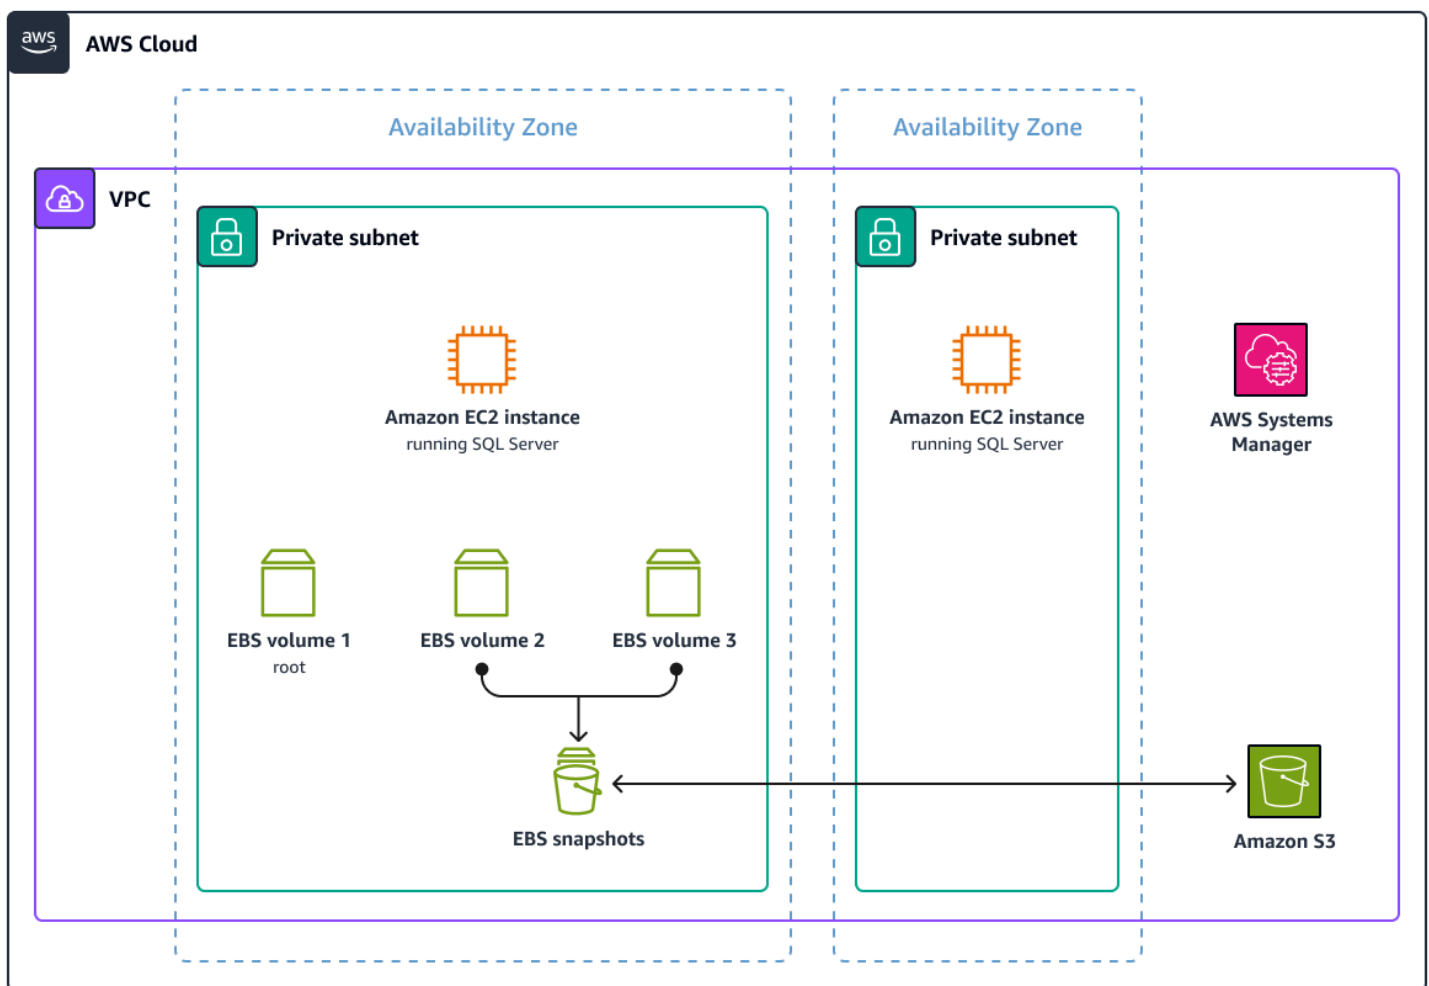 aws
AWS Cloud
Availability Zone
Availability Zone
VPC
Private subnet
Private subnet
Amazon EC2 instance
running SQL Server
Amazon EC2 instance
running SQL Server
AWS Systems
Manager
EBS volume 1
root
EBS volume 2
EBS volume 3
EBS snapshots
Amazon S3